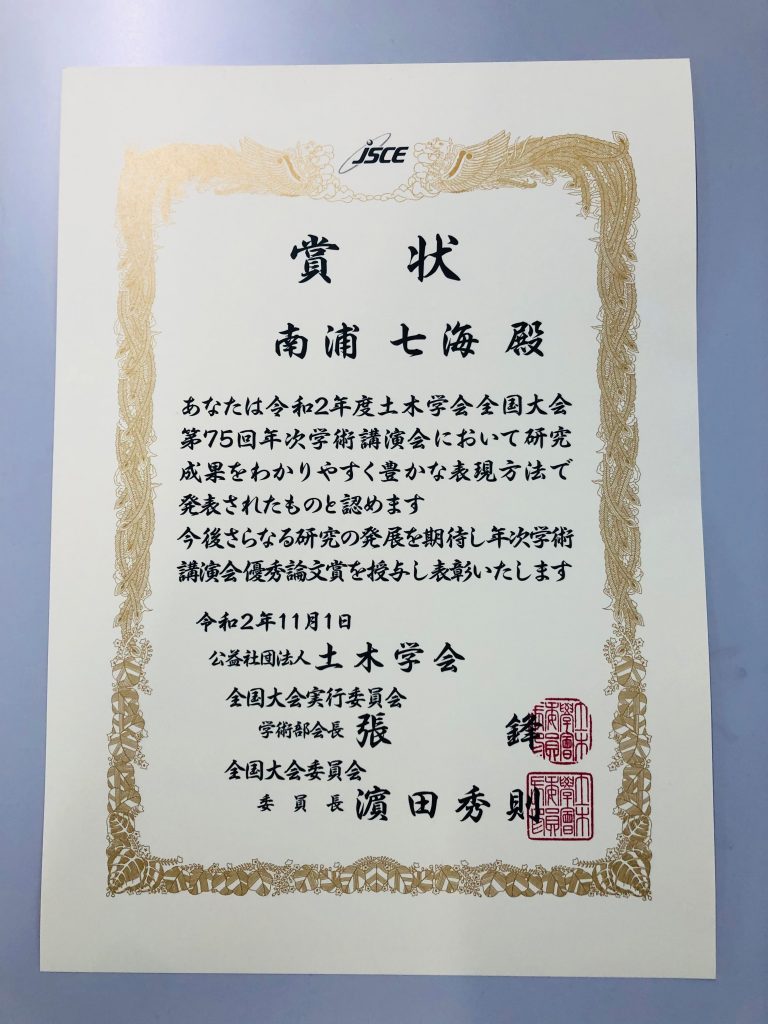 JSCE
賞状
南浦 七海 殿
あなたは令和2年度土木学会全国大会
第75回年次学術講演会において研究
成果をわかりやすく豊かな表現方法で
発表されたものと認めます
今後さらなる研究の発展を期待し年次学術
講演会優秀論文賞を授与し表彰いたします
令和2年11月1日
公益社団法人 土木学会
全国大会実行委員会
学術部会長 張 鋒
全国大会委員会
委員長 濵田秀則